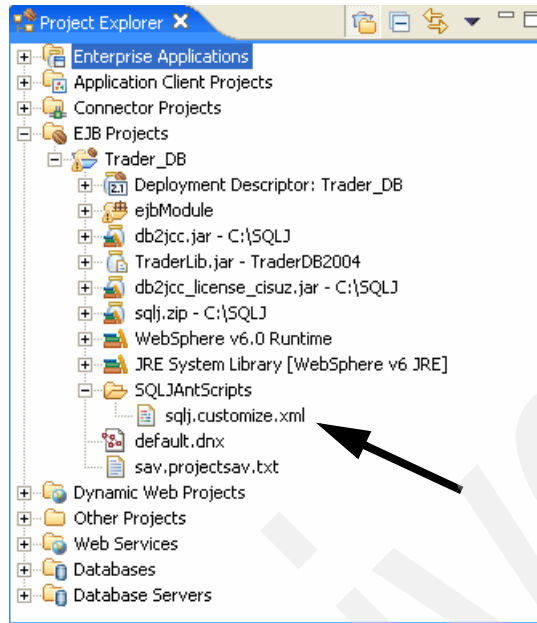 Project Explorer
Enterprise Applications
Application Client Projects
Connector Projects
EJB Projects
Trader_DB
2.1 Deployment Descriptor: Trader_DB
ejbModule
db2jcc.jar - C:\SQLJ
TraderLib.jar - TraderDB2004
db2jcc_license_cisuz.jar - C:\SQLJ
sqlj.zip - C:\SQLJ
WebSphere v6.0 Runtime
JRE System Library [WebSphere v6 JRE]
SQLJAntScripts
sqlj.customize.xml
default.dnx
sav.projectsav.txt
Dynamic Web Projects
Other Projects
Web Services
Databases
Database Servers